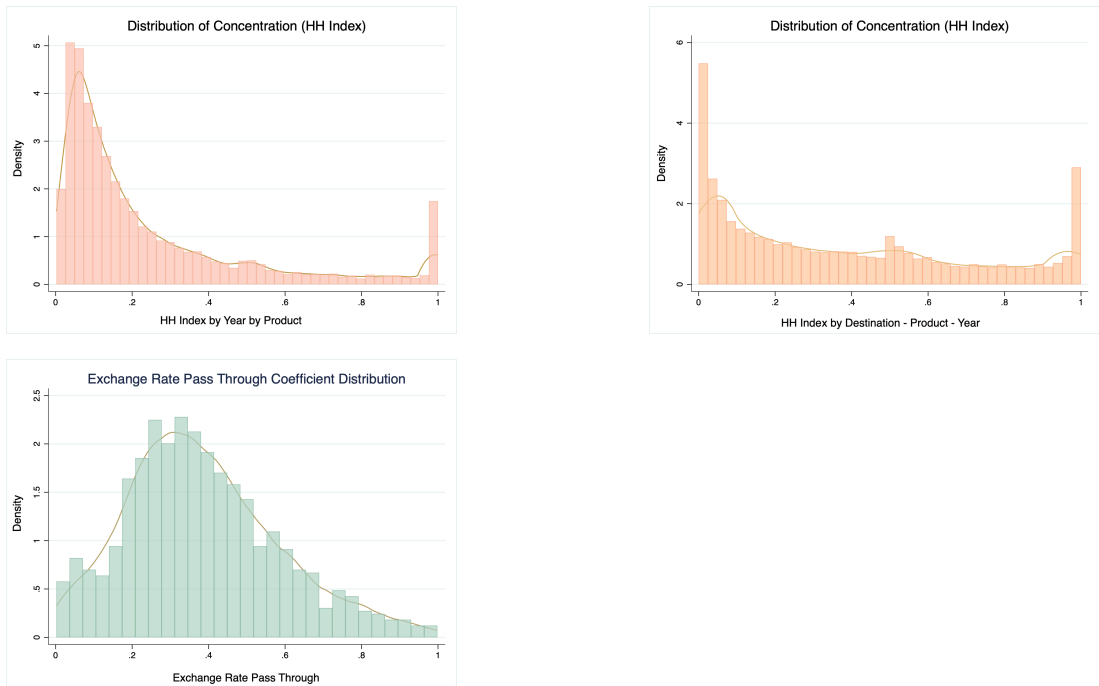 Distribution of Concentration (HH Index)
Density
5
4
3
2
1
0
0 .2 .4 .6 .8 1
HH Index by Year by Product
Distribution of Concentration (HH Index)
Density
6
4
2
0
0 .2 .4 .6 .8 1
HH Index by Destination - Product - Year
Exchange Rate Pass Through Coefficient Distribution
Density
2.5
2
1.5
1
.5
0
0 .2 .4 .6 .8 1
Exchange Rate Pass Through